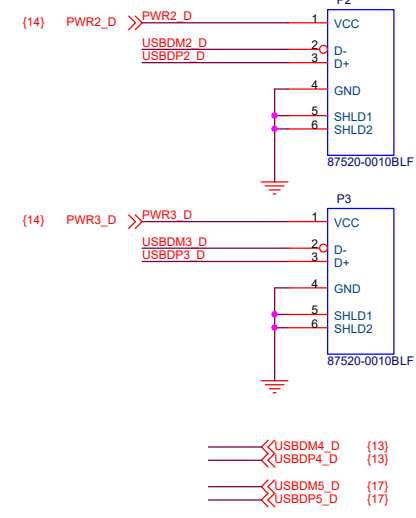 P2
{14} PWR2_D PWR2_D 1 VCC
USBDM2_D 2 D-
USBDP2_D 3 D+
4 GND
5 SHLD1
6 SHLD2
87520-0010BLF
P3
{14} PWR3_D PWR3_D 1 VCC
USBDM3_D 2 D-
USBDP3_D 3 D+
4 GND
5 SHLD1
6 SHLD2
87520-0010BLF
USBDM4_D {13}
USBDP4_D {13}
USBDM5_D {17}
USBDP5_D {17}